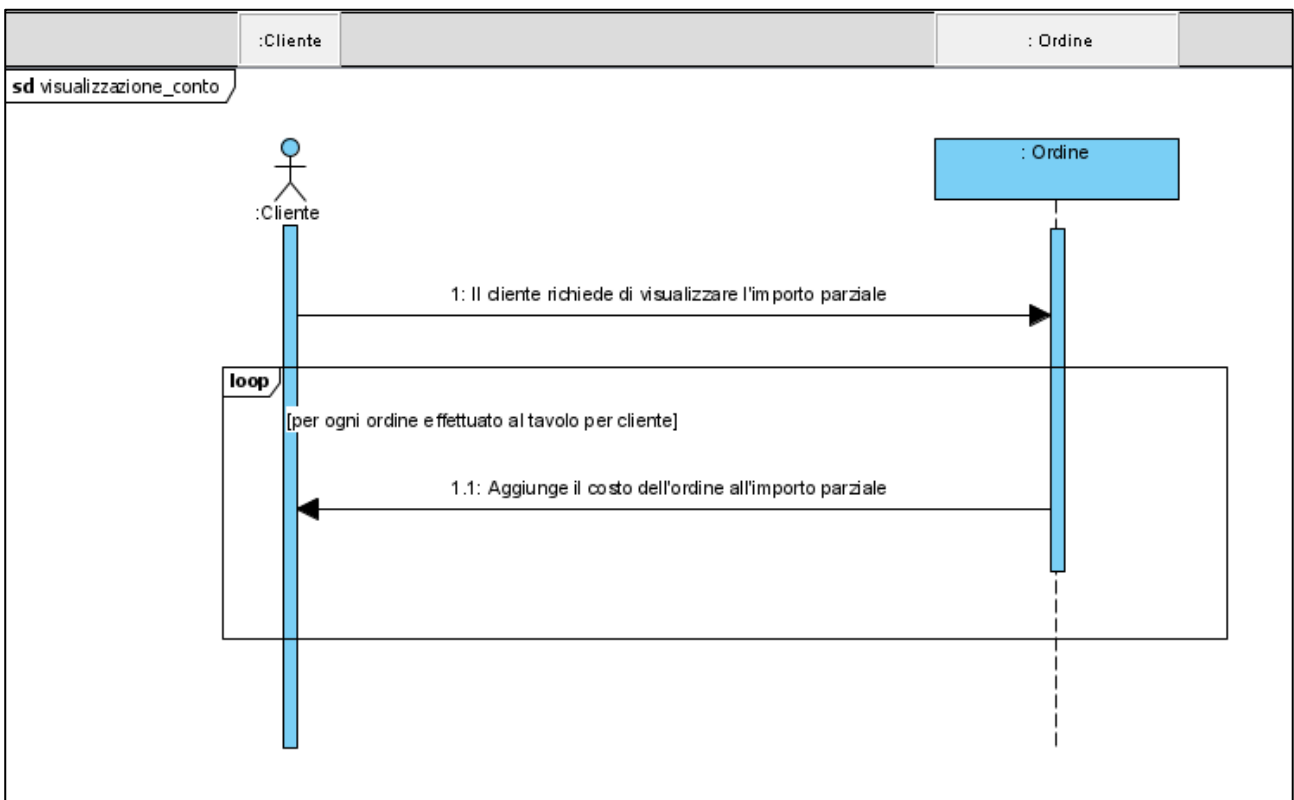 :Cliente
: Ordine
sd visualizzazione_conto
: Ordine
:Cliente
1: Il cliente richiede di visualizzare l'importo parziale
loop
[per ogni ordine effettuato al tavolo per cliente]
1.1: Aggiunge il costo dell'ordine all'importo parziale